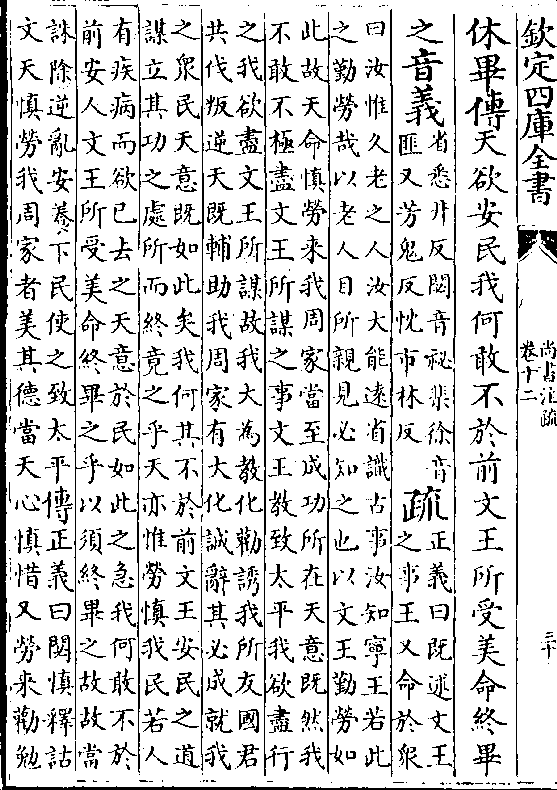 欽定四庫全書
尚書注疏
卷十二
三十
休畢傳天欲安民我何敢不於前文王所受美命終畢
之音義省悉井反閟音祕棐徐音
匪又芳鬼反忱市林反
疏正義曰既述文王
之事王又命於衆
曰汝惟久老之人汝大能遠省識古事汝知寧王若此
之勤勞哉以老人目所親見必知之也以文王勤勞如
此故天命慎勞來我周家當至成功所在天意既然我
不敢不極盡文王所謀之事文王教致太平我欲盡行
之我欲盡文王所謀故我大為教化勸誘我所友國君
共伐叛逆天既輔助我周家有大化誠辭其必成就我
之衆民天意既如此矣我何其不於前文王安民之道
謀立其功之處所而終竟之乎天亦惟勞慎我民若人
有疾病而欲已去之天意於民如此之急我何敢不於
前安人文王所受美命終畢之乎以須終畢之故故當
誅除逆亂安養下民使之致太平傳正義曰閟慎釋詁
文天慎勞我周家者美其德當天心慎惜又勞來勸勉